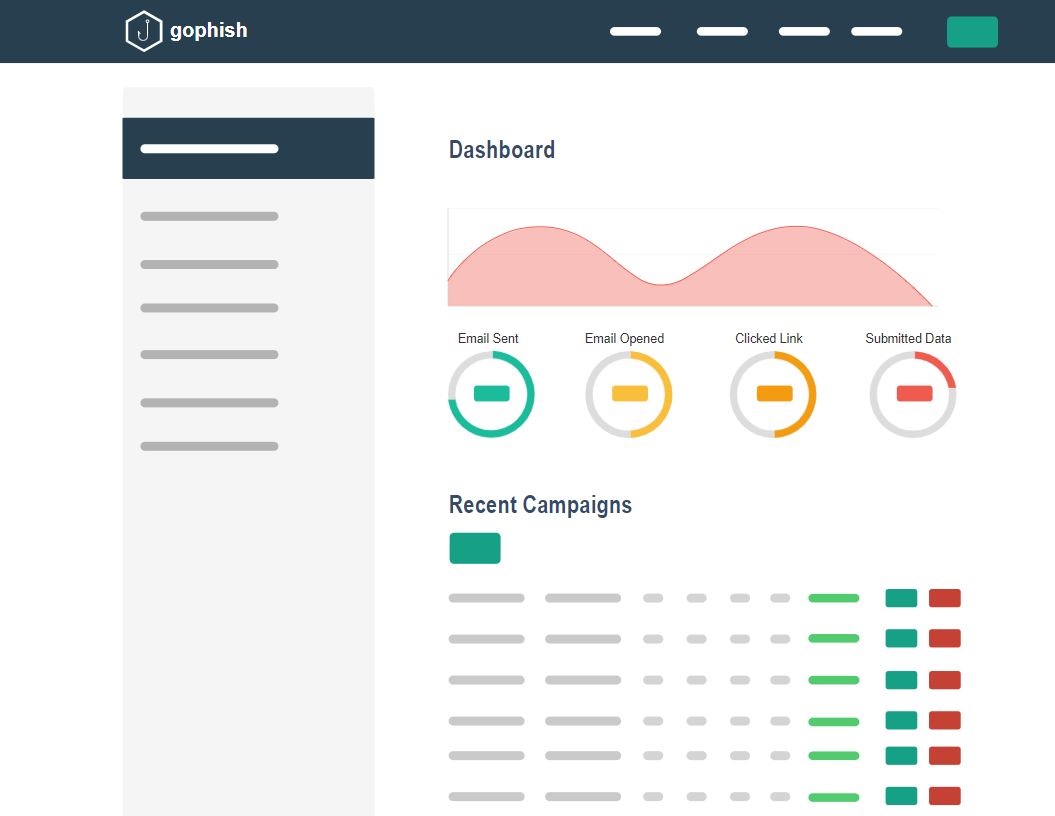 gophish
Dashboard
Email Sent
Email Opened
Clicked Link
Submitted Data
Recent Campaigns